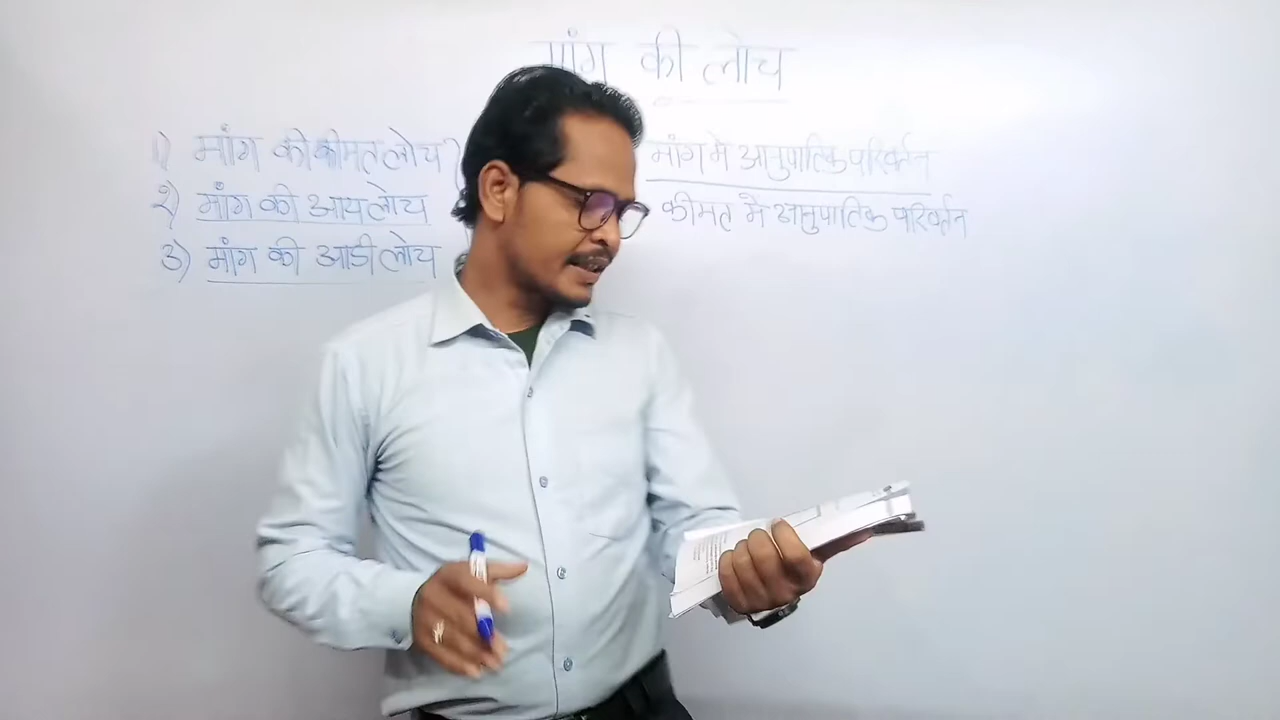 मांग की लोच
1) मांग की कीमत लोच
मांग में आनुपातिक परिवर्तन
2) मांग की आय लोच
कीमत में आनुपातिक परिवर्तन
3) मांग की आडी लोच